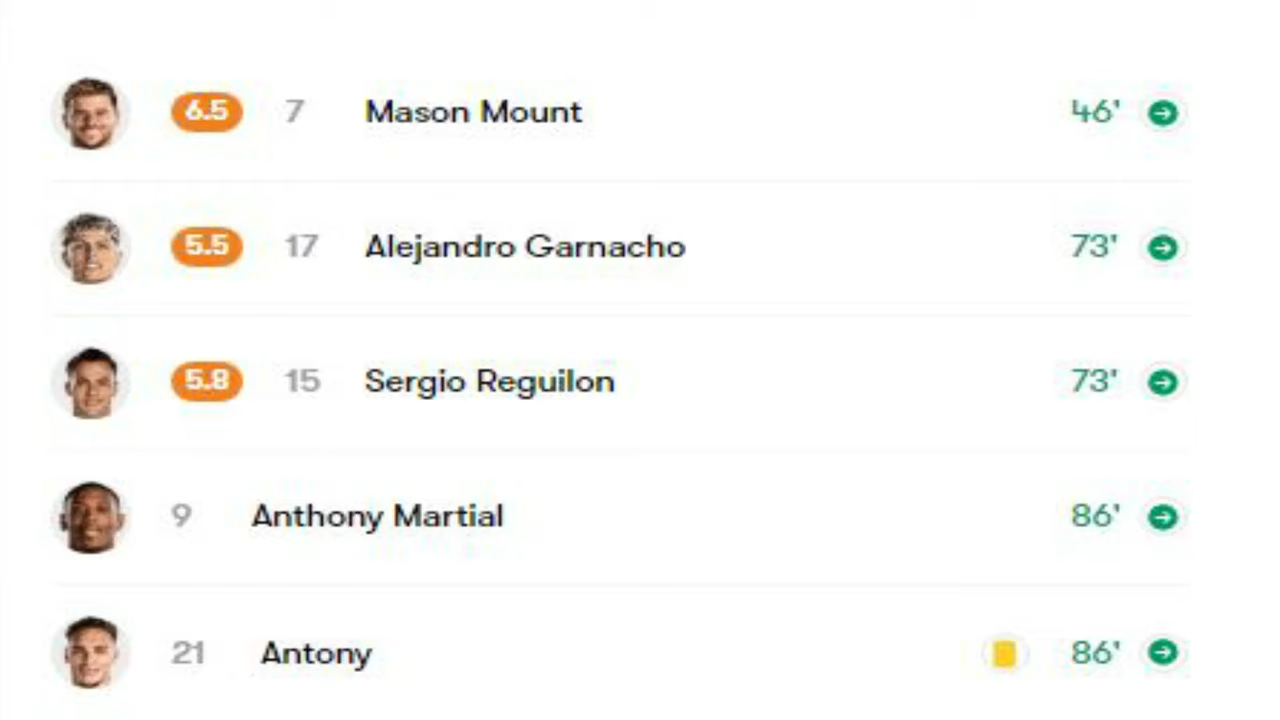 6.5 7 Mason Mount 46'
5.5 17 Alejandro Garnacho 73'
5.8 15 Sergio Reguilon 73'
9 Anthony Martial 86'
21 Antony 86'